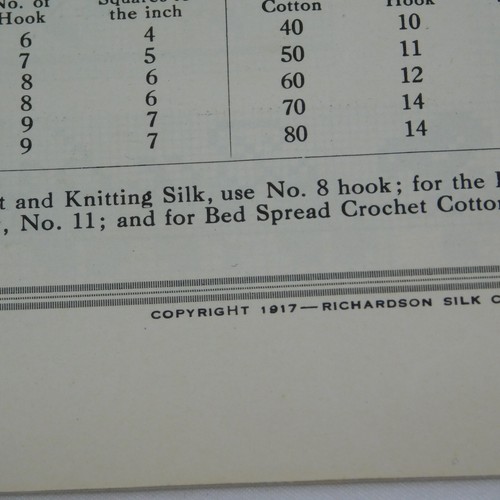 No. of Squares to Cotton Hook
Hook the inch
6 4 40 10
7 5 50 11
8 6 60 12
8 6 70 14
9 7 80 14
9 7
t and Knitting Silk, use No. 8 hook; for the
, No. 11; and for Bed Spread Crochet Cotton
COPYRIGHT 1917—RICHARDSON SILK C